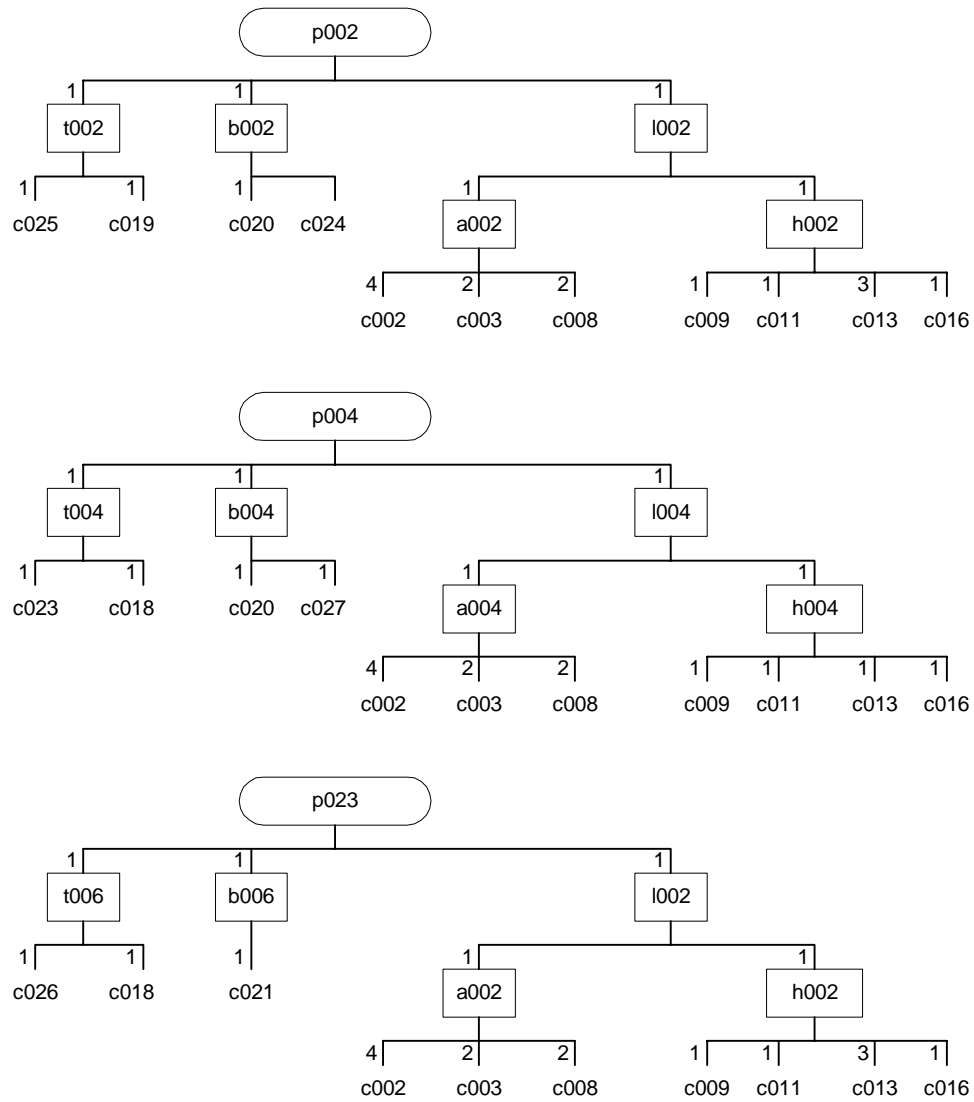 p002
1 1 1
t002 b002 l002
1 1 1 1 1
c025 c019 c020 c024 a002 h002
4 2 2 1 1 3 1
c002 c003 c008 c009 c011 c013 c016
p004
1 1 1
t004 b004 l004
1 1 1 1 1 1
c023 c018 c020 c027 a004 h004
4 2 2 1 1 1 1
c002 c003 c008 c009 c011 c013 c016
p023
1 1 1
t006 b006 l002
1 1 1 1 1
c026 c018 c021 a002 h002
4 2 2 1 1 3 1
c002 c003 c008 c009 c011 c013 c016